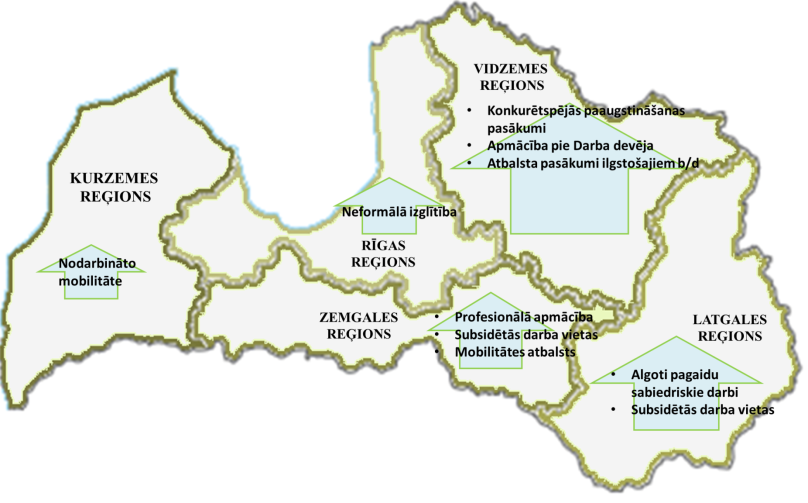 VIDZEMES
REĢIONS
• Konkurētspējās paaugstināšanas
pasākumi
• Apmācība pie Darba devēja
• Atbalsta pasākumi ilgstošajiem b/d
KURZEMES
REĢIONS
Nodarbināto
mobilitāte
Neformālā izglītība
RĪGAS
REĢIONS
ZEMGALES
REĢIONS
• Profesionālā apmācība
• Subsidētās darba vietas
• Mobilitātes atbalsts
LATGALES
REĢIONS
• Algoti pagaidu
sabiedriskie darbi
• Subsidētās darba vietas